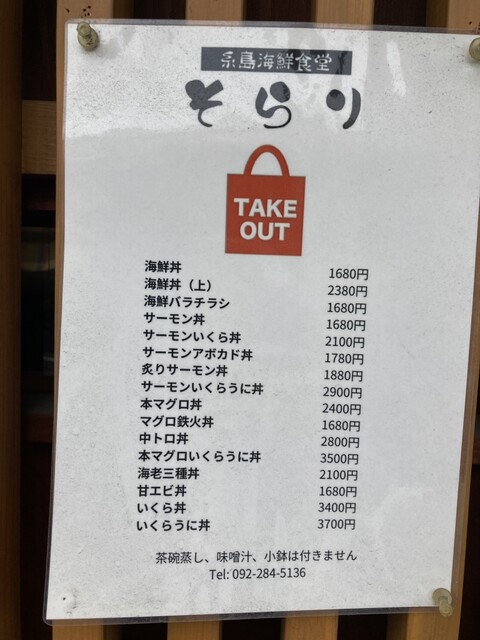 糸島海鮮食堂
そらり
TAKE
OUT
海鮮丼 1680円
海鮮丼（上） 2380円
海鮮バラチラシ 1680円
サーモン丼 1680円
サーモンいくら丼 2100円
サーモンアボカド丼 1780円
炙りサーモン丼 1880円
サーモンいくらうに丼 2900円
本マグロ丼 2400円
マグロ鉄火丼 1680円
中トロ丼 2800円
本マグロいくらうに丼 3500円
海老三種丼 2100円
甘エビ丼 1680円
いくら丼 3400円
いくらうに丼 3700円
茶碗蒸し、味噌汁、小鉢は付きません
Tel: 092-284-5136